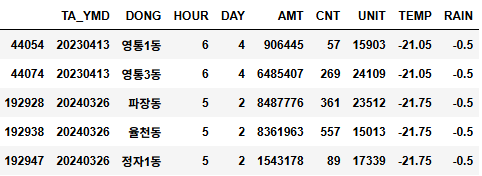 TA_YMD DONG HOUR DAY AMT CNT UNIT TEMP RAIN
44054 20230413 영통1동 6 4 906445 57 15903 -21.05 -0.5
44074 20230413 영통3동 6 4 6485407 269 24109 -21.05 -0.5
192928 20240326 파장동 5 2 8487776 361 23512 -21.75 -0.5
192938 20240326 율천동 5 2 8361963 557 15013 -21.75 -0.5
192947 20240326 정자1동 5 2 1543178 89 17339 -21.75 -0.5